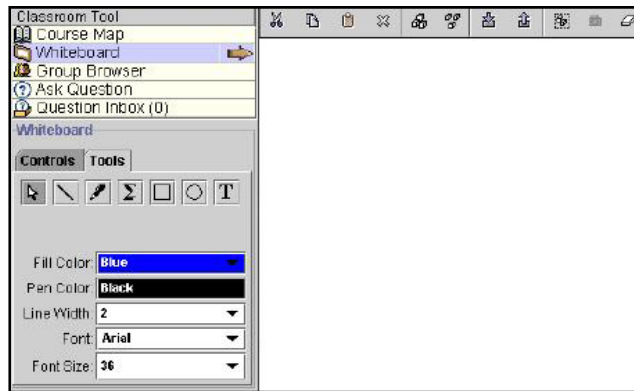 Classroom Tool
Course Map
Whiteboard
Group Browser
Ask Question
Question Inbox (0)
Whiteboard
Controls Tools
Σ T
Fill Color: Blue
Pen Color: Black
Line Width: 2
Font: Arial
Font Size: 36